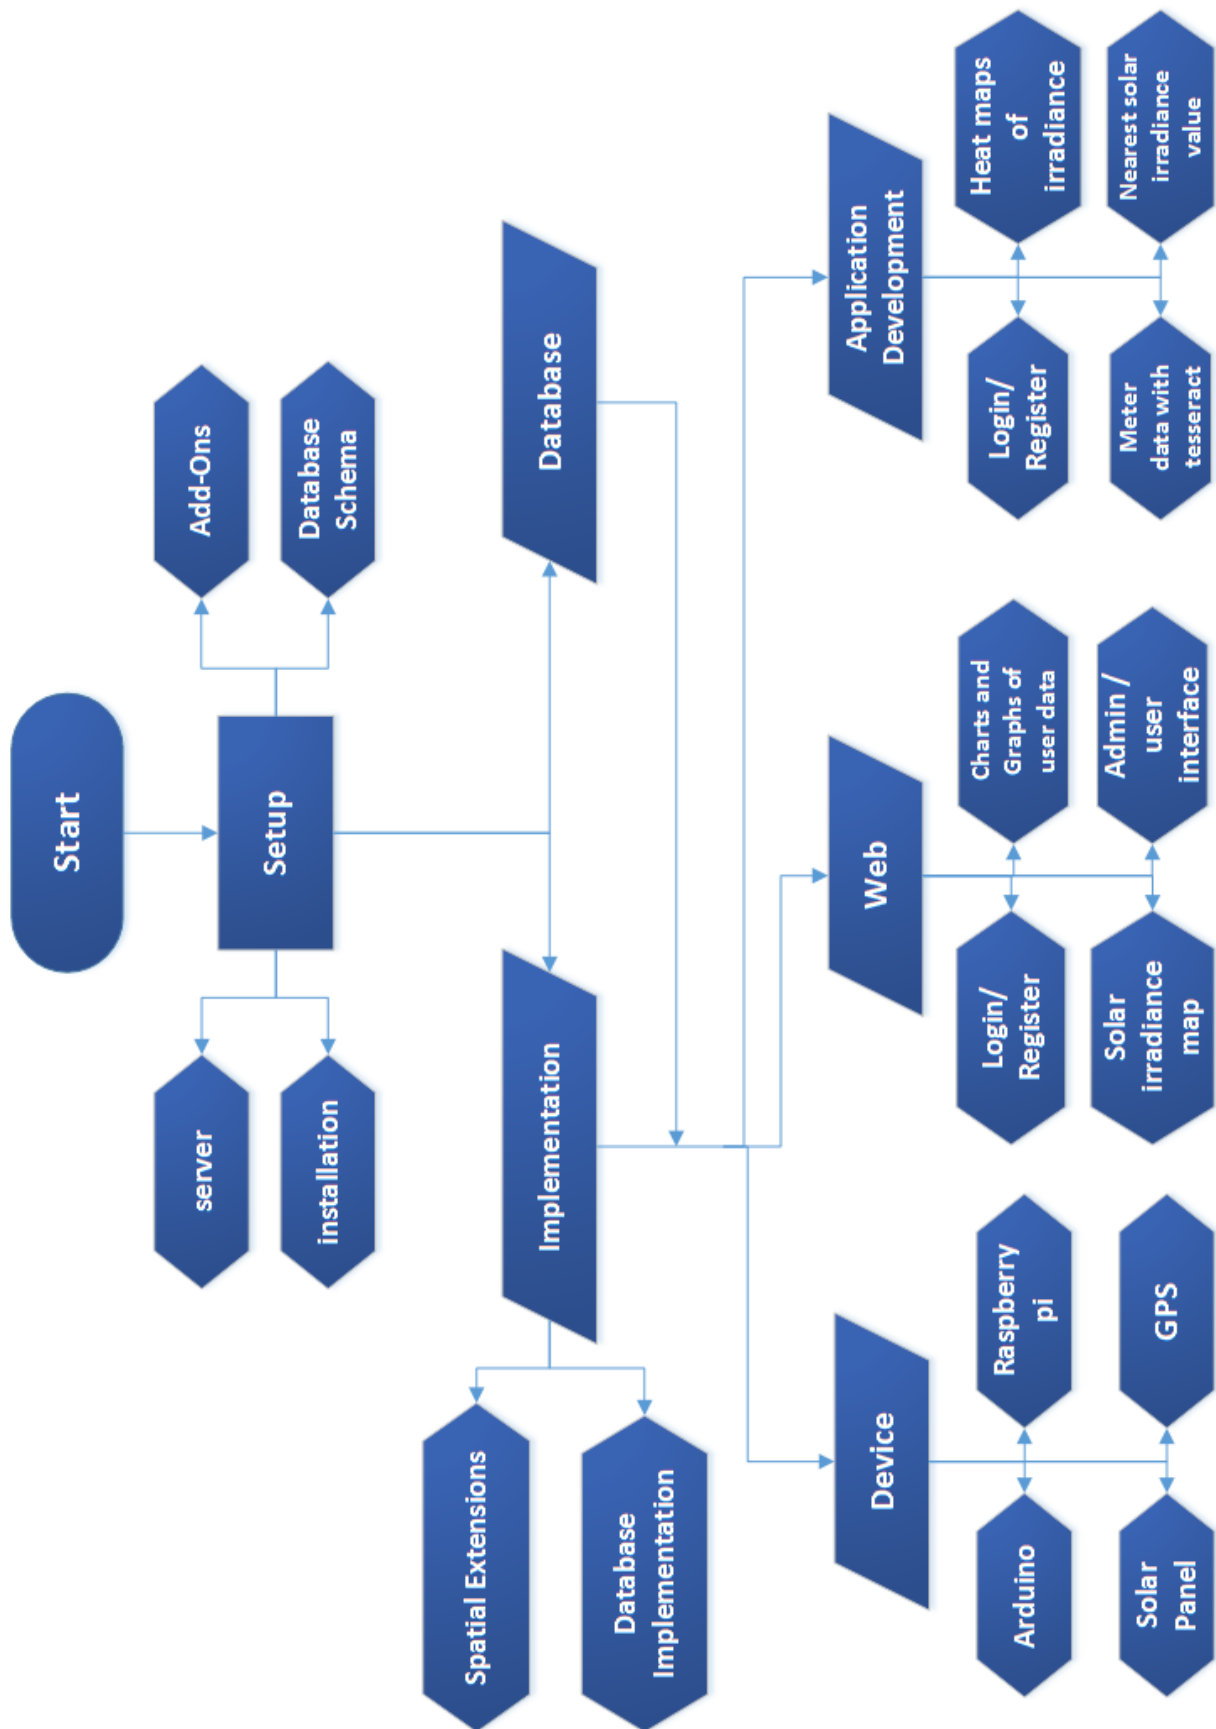 Start
server
Setup
Add-Ons
installation
Database
Schema
Spatial Extensions
Implementation
Database
Database
Implementation
Device
Web
Application
Development
Arduino
Raspberry
pi
Login/
Register
Charts and
Graphs of
user data
Login/
Register
Heat maps
of
irradiance
Solar
Panel
GPS
Solar
irradiance
map
Admin /
user
interface
Meter
data with
tesseract
Nearest solar
irradiance
value